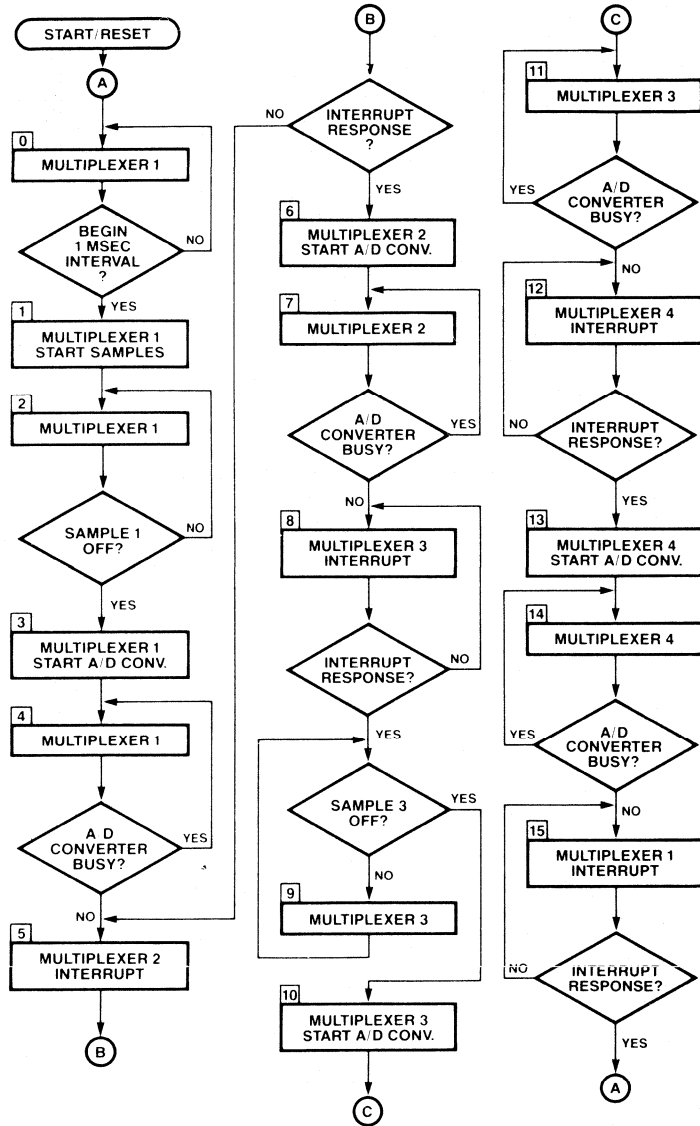 START/RESET
A
0
MULTIPLEXER 1
BEGIN
1 MSEC
INTERVAL
?
NO
YES
1
MULTIPLEXER 1
START SAMPLES
2
MULTIPLEXER 1
SAMPLE 1
OFF?
NO
YES
3
MULTIPLEXER 1
START A/D CONV.
4
MULTIPLEXER 1
A D
CONVERTER
BUSY?
YES
NO
5
MULTIPLEXER 2
INTERRUPT
B
B
NO
INTERRUPT
RESPONSE
?
YES
6
MULTIPLEXER 2
START A/D CONV.
7
MULTIPLEXER 2
A/D
CONVERTER
BUSY?
YES
NO
8
MULTIPLEXER 3
INTERRUPT
INTERRUPT
RESPONSE?
NO
YES
SAMPLE 3
OFF?
YES
NO
9
MULTIPLEXER 3
10
MULTIPLEXER 3
START A/D CONV.
C
C
11
MULTIPLEXER 3
YES
A/D
CONVERTER
BUSY?
NO
12
MULTIPLEXER 4
INTERRUPT
NO
INTERRUPT
RESPONSE?
YES
13
MULTIPLEXER 4
START A/D CONV.
14
MULTIPLEXER 4
YES
A/D
CONVERTER
BUSY?
NO
15
MULTIPLEXER 1
INTERRUPT
NO
INTERRUPT
RESPONSE?
YES
A